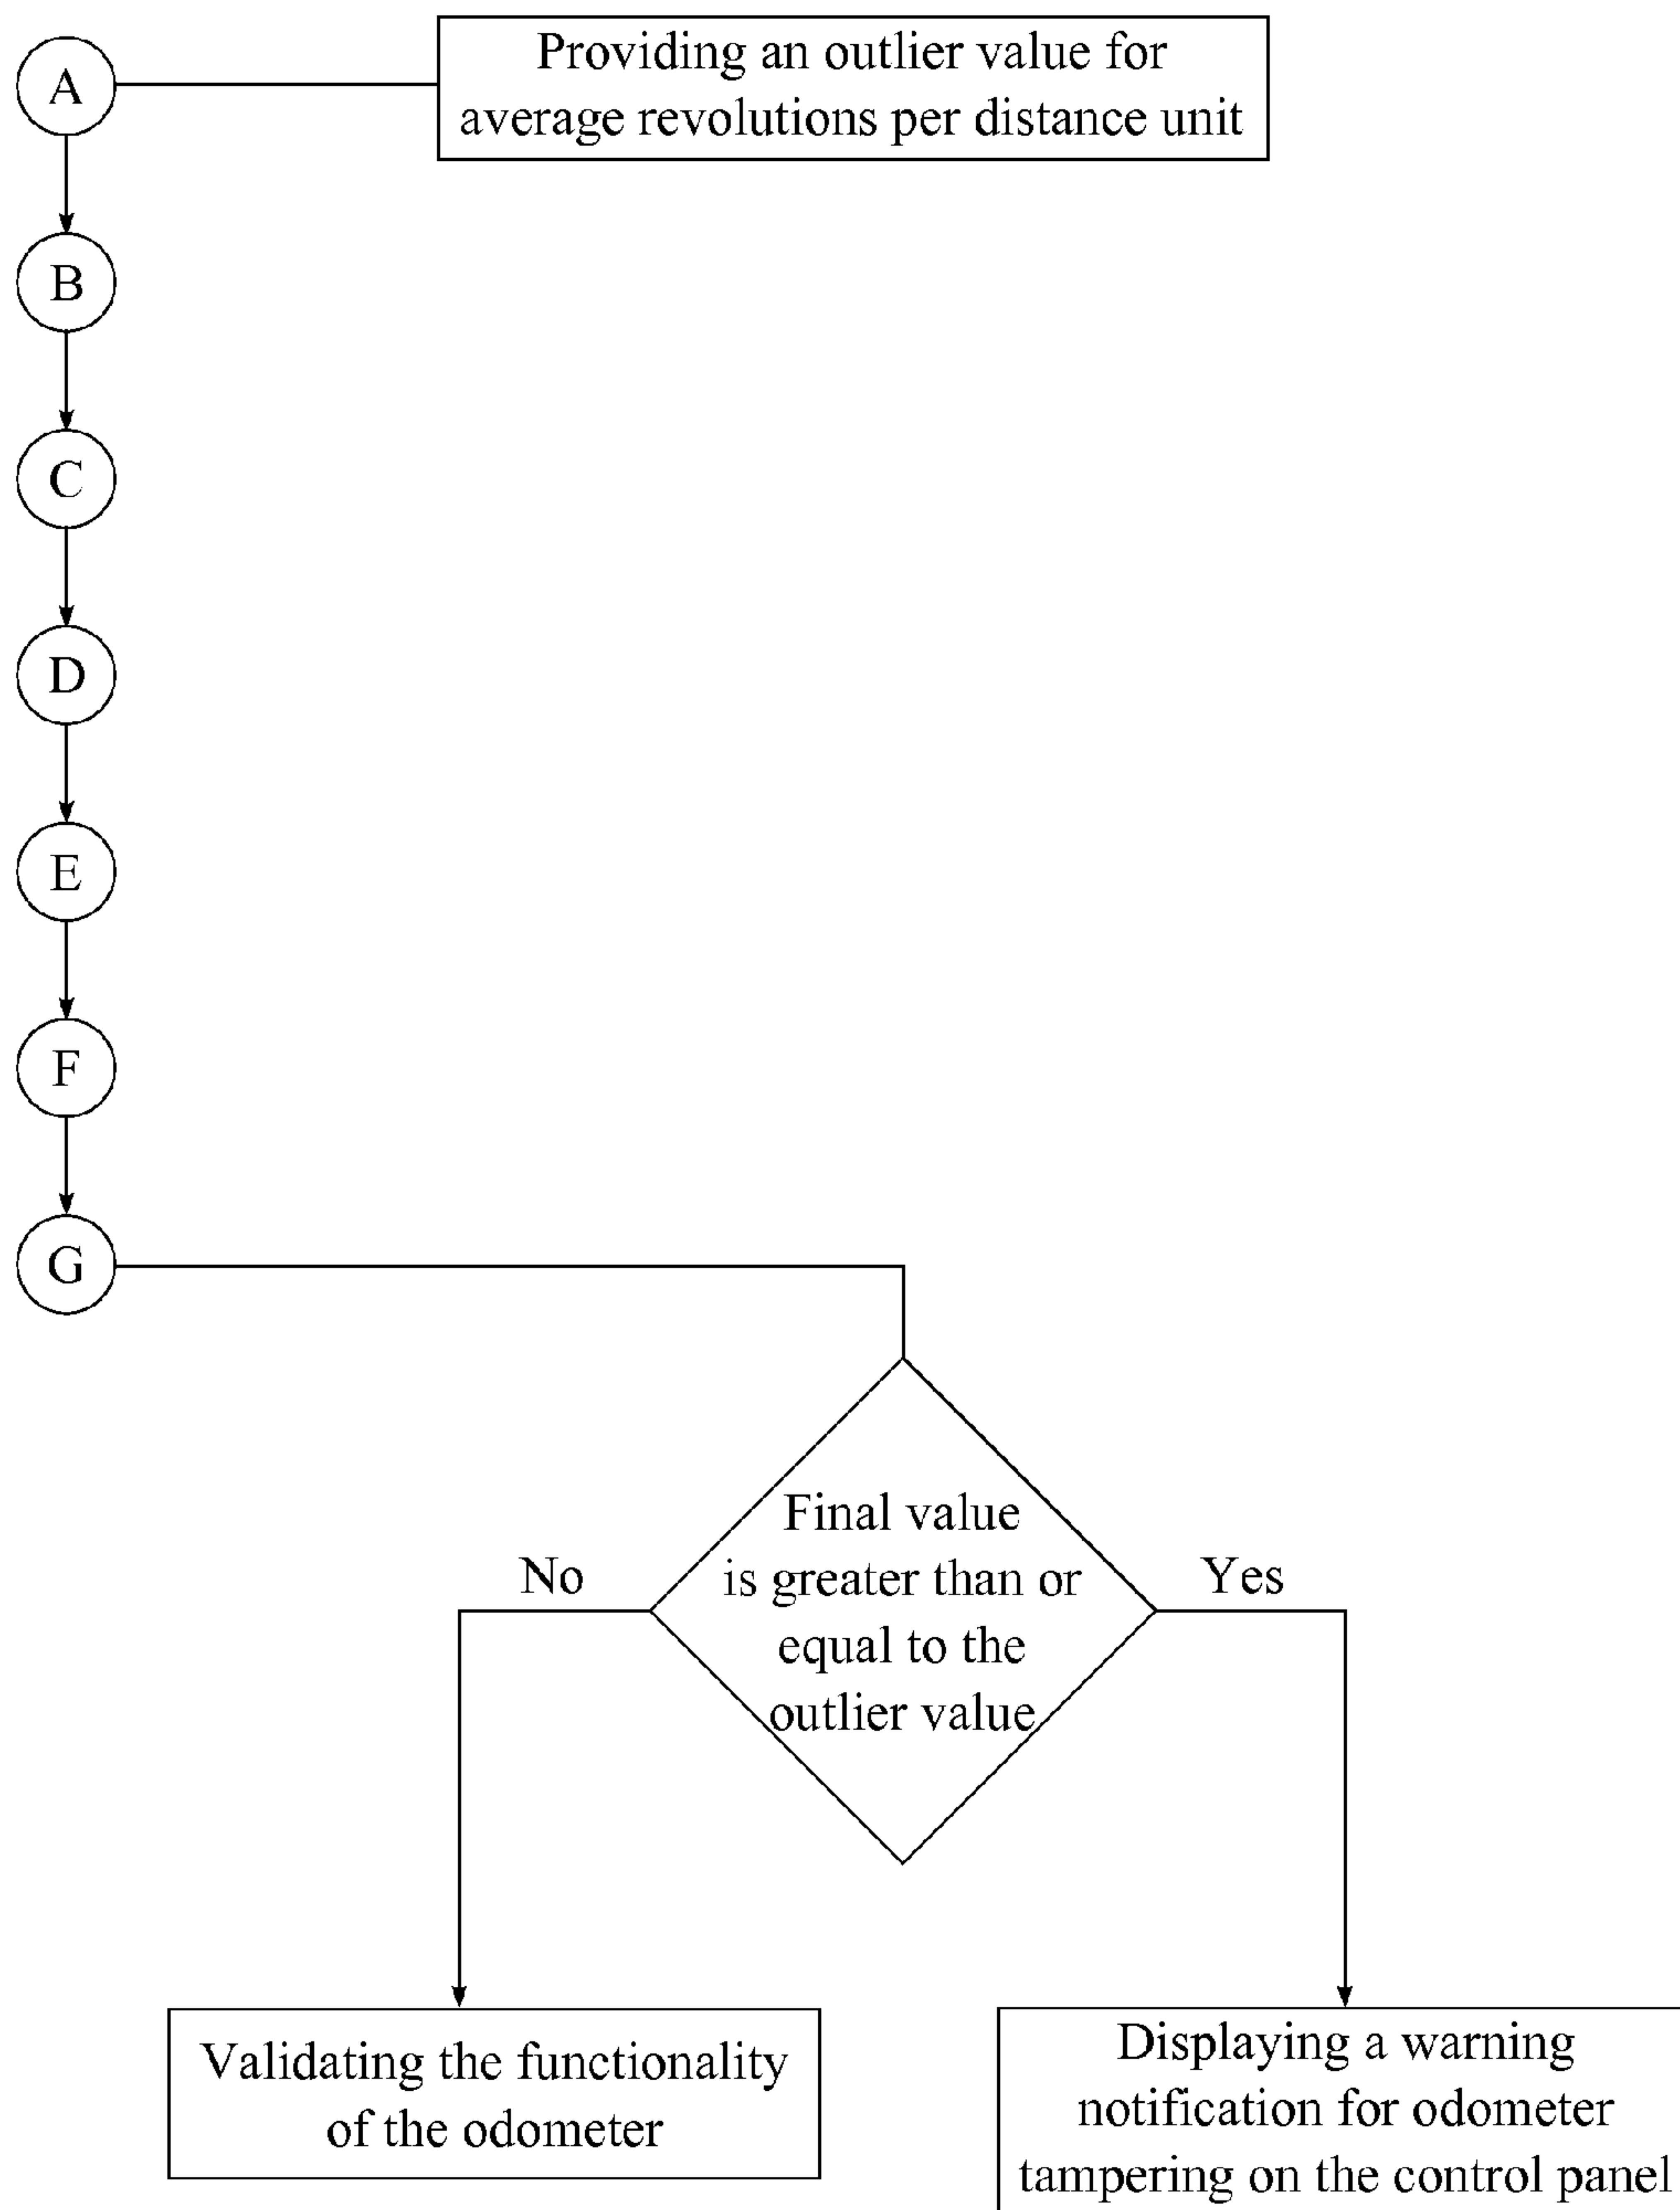 A
Providing an outlier value for
average revolutions per distance unit
B
C
D
E
F
G
Final value
is greater than or
equal to the
outlier value
No
Yes
Validating the functionality
of the odometer
Displaying a warning
notification for odometer
tampering on the control panel